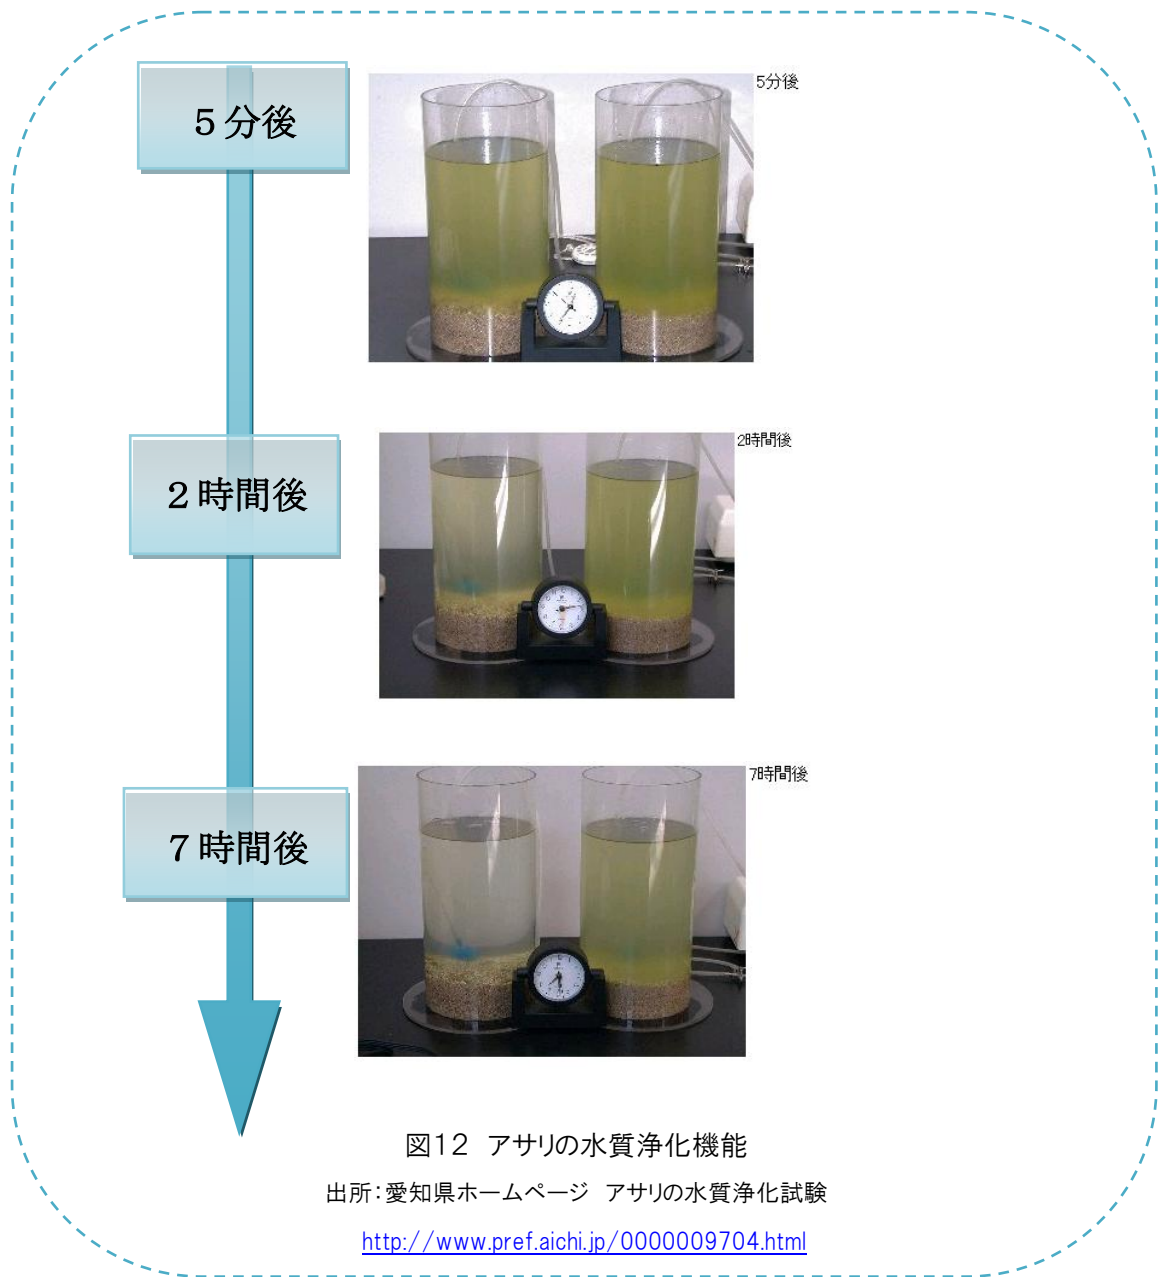 ５分後
5分後
２時間後
2時間後
７時間後
7時間後
図12　アサリの水質浄化機能
出所：愛知県ホームページ　アサリの水質浄化試験
http://www.pref.aichi.jp/0000009704.html